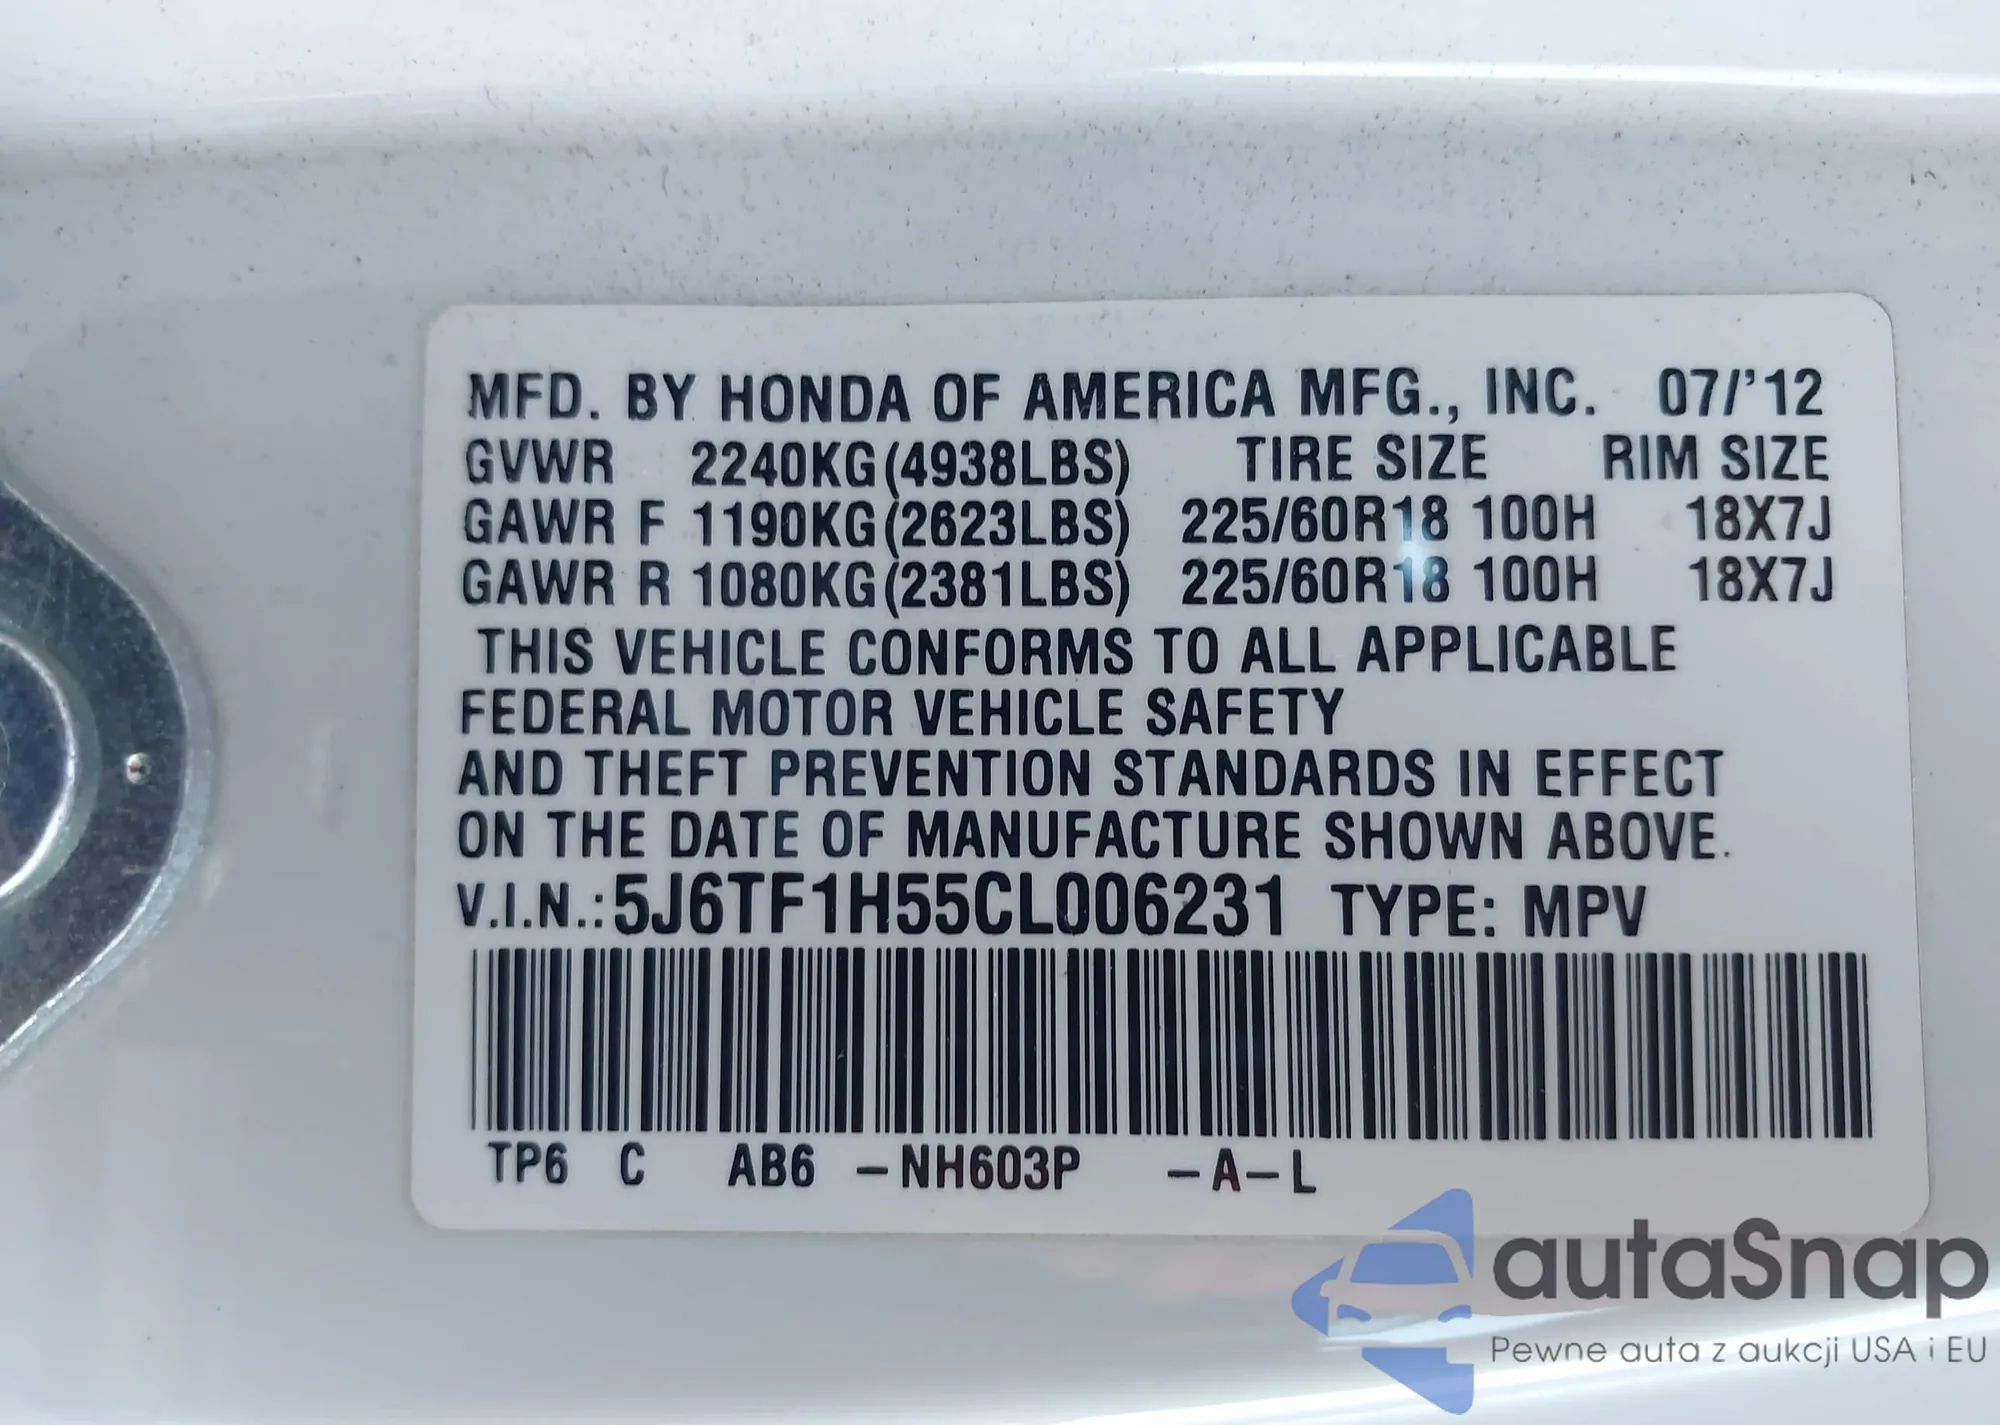 MFD. BY HONDA OF AMERICA MFG., INC. 07/'12
GVWR 2240KG(4938LBS) TIRE SIZE RIM SIZE
GAWR F 1190KG(2623LBS) 225/60R18 100H 18X7J
GAWR R 1080KG(2381LBS) 225/60R18 100H 18X7J
THIS VEHICLE CONFORMS TO ALL APPLICABLE
FEDERAL MOTOR VEHICLE SAFETY
AND THEFT PREVENTION STANDARDS IN EFFECT
ON THE DATE OF MANUFACTURE SHOWN ABOVE.
V.I.N.:5J6TF1H55CL006231 TYPE: MPV
TP6 C AB6 -NH603P -A-L
autaSnap
Pewne auta z aukcji USA i EU